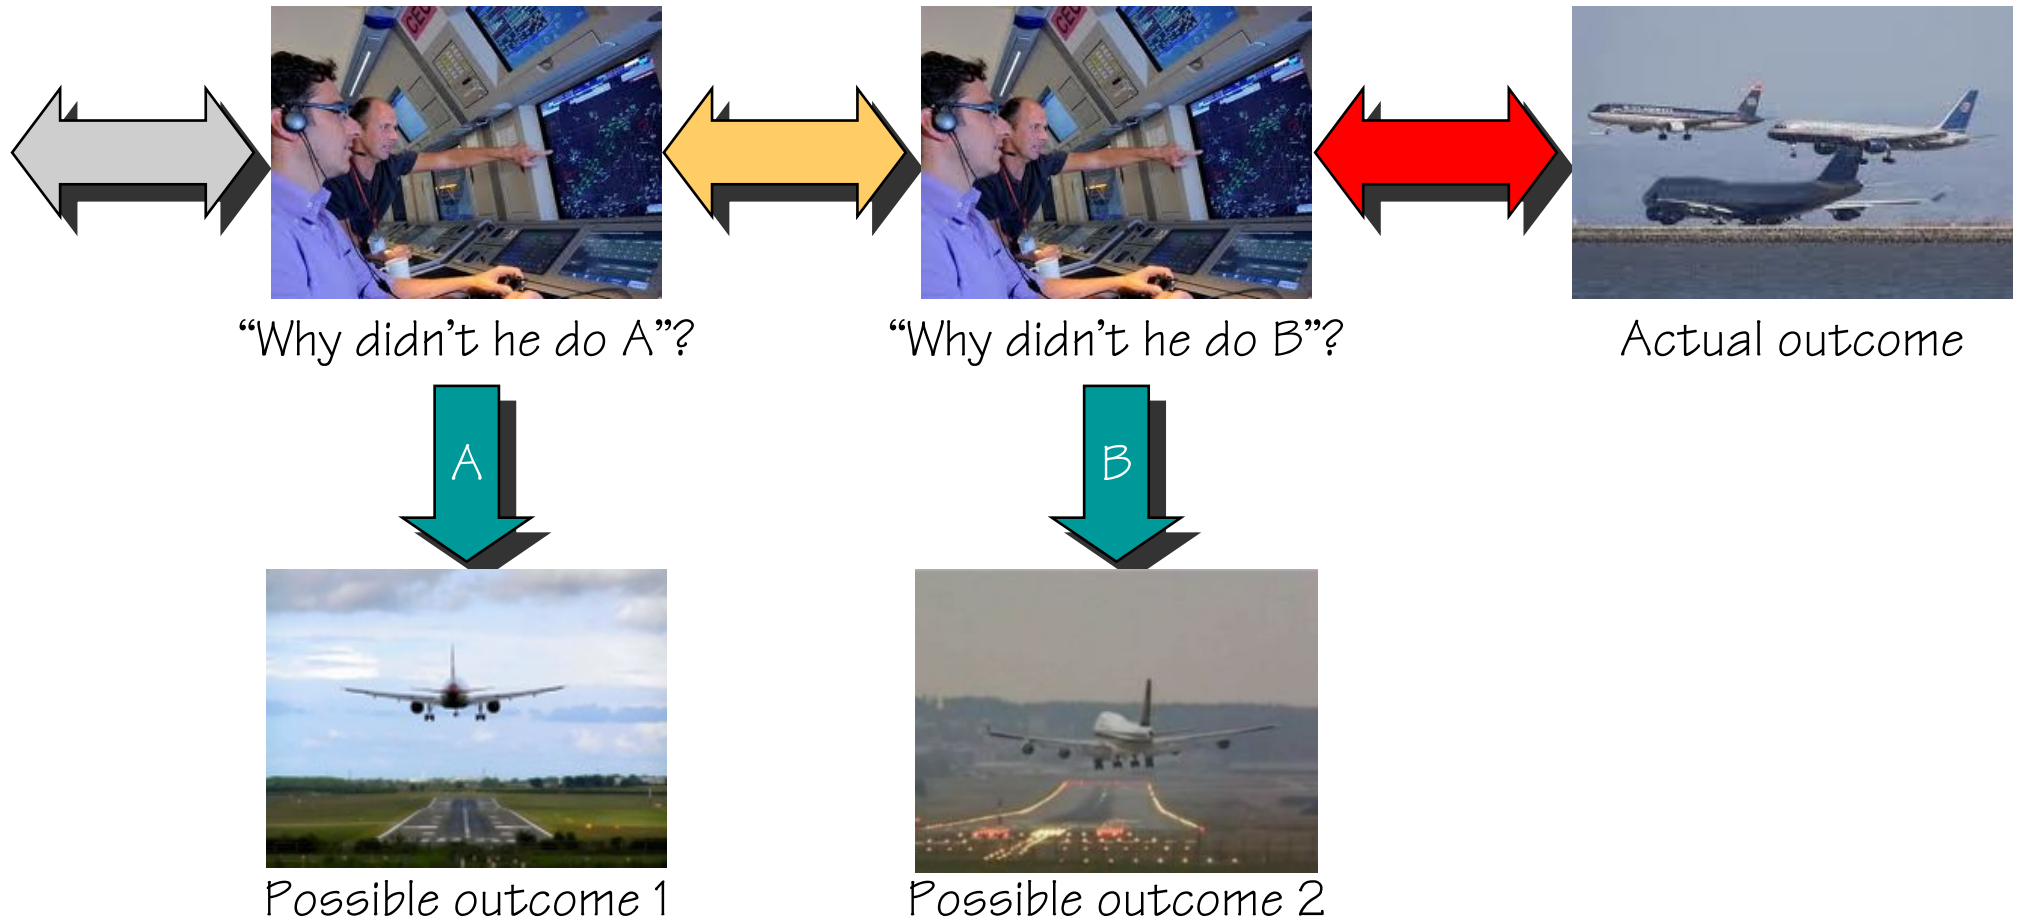 “Why didn’t he do A”?
“Why didn’t he do B”?
Actual outcome
A
B
Possible outcome 1
Possible outcome 2